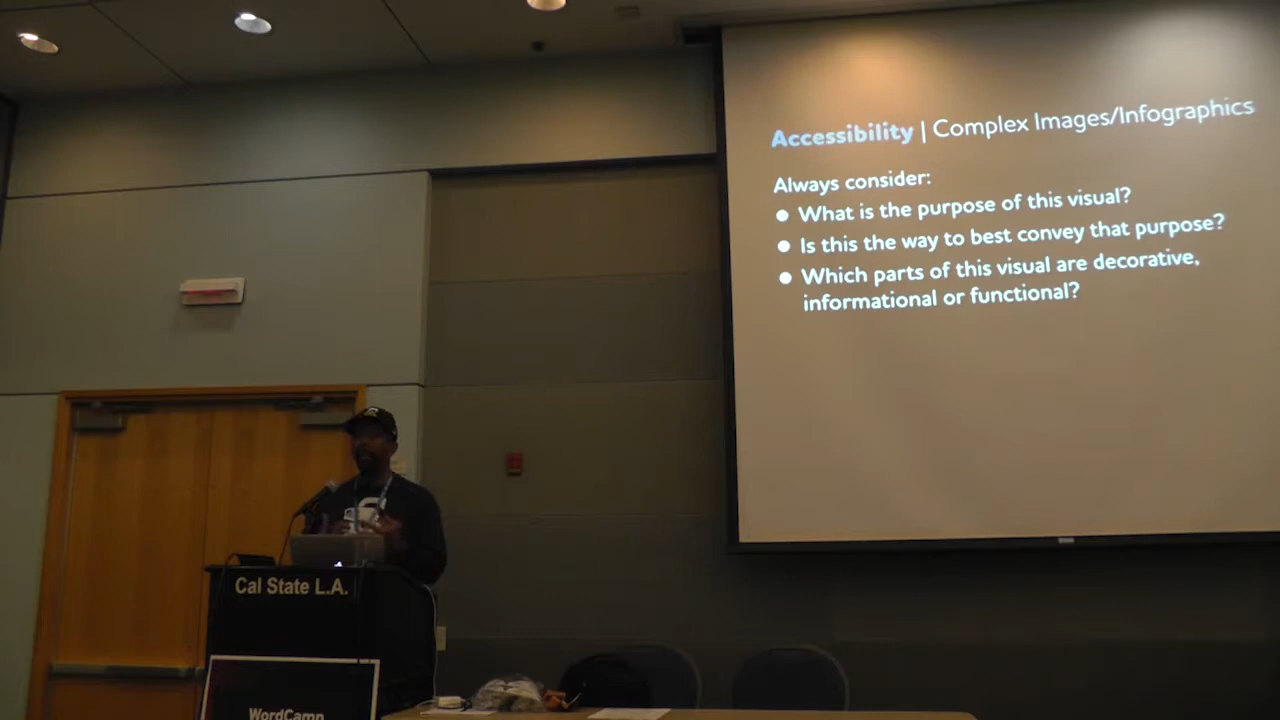 Accessibility | Complex Images/Infographics
Always consider:
● What is the purpose of this visual?
● Is this the way to best convey that purpose?
● Which parts of this visual are decorative,
informational or functional?
Cal State L.A.
WordCamp